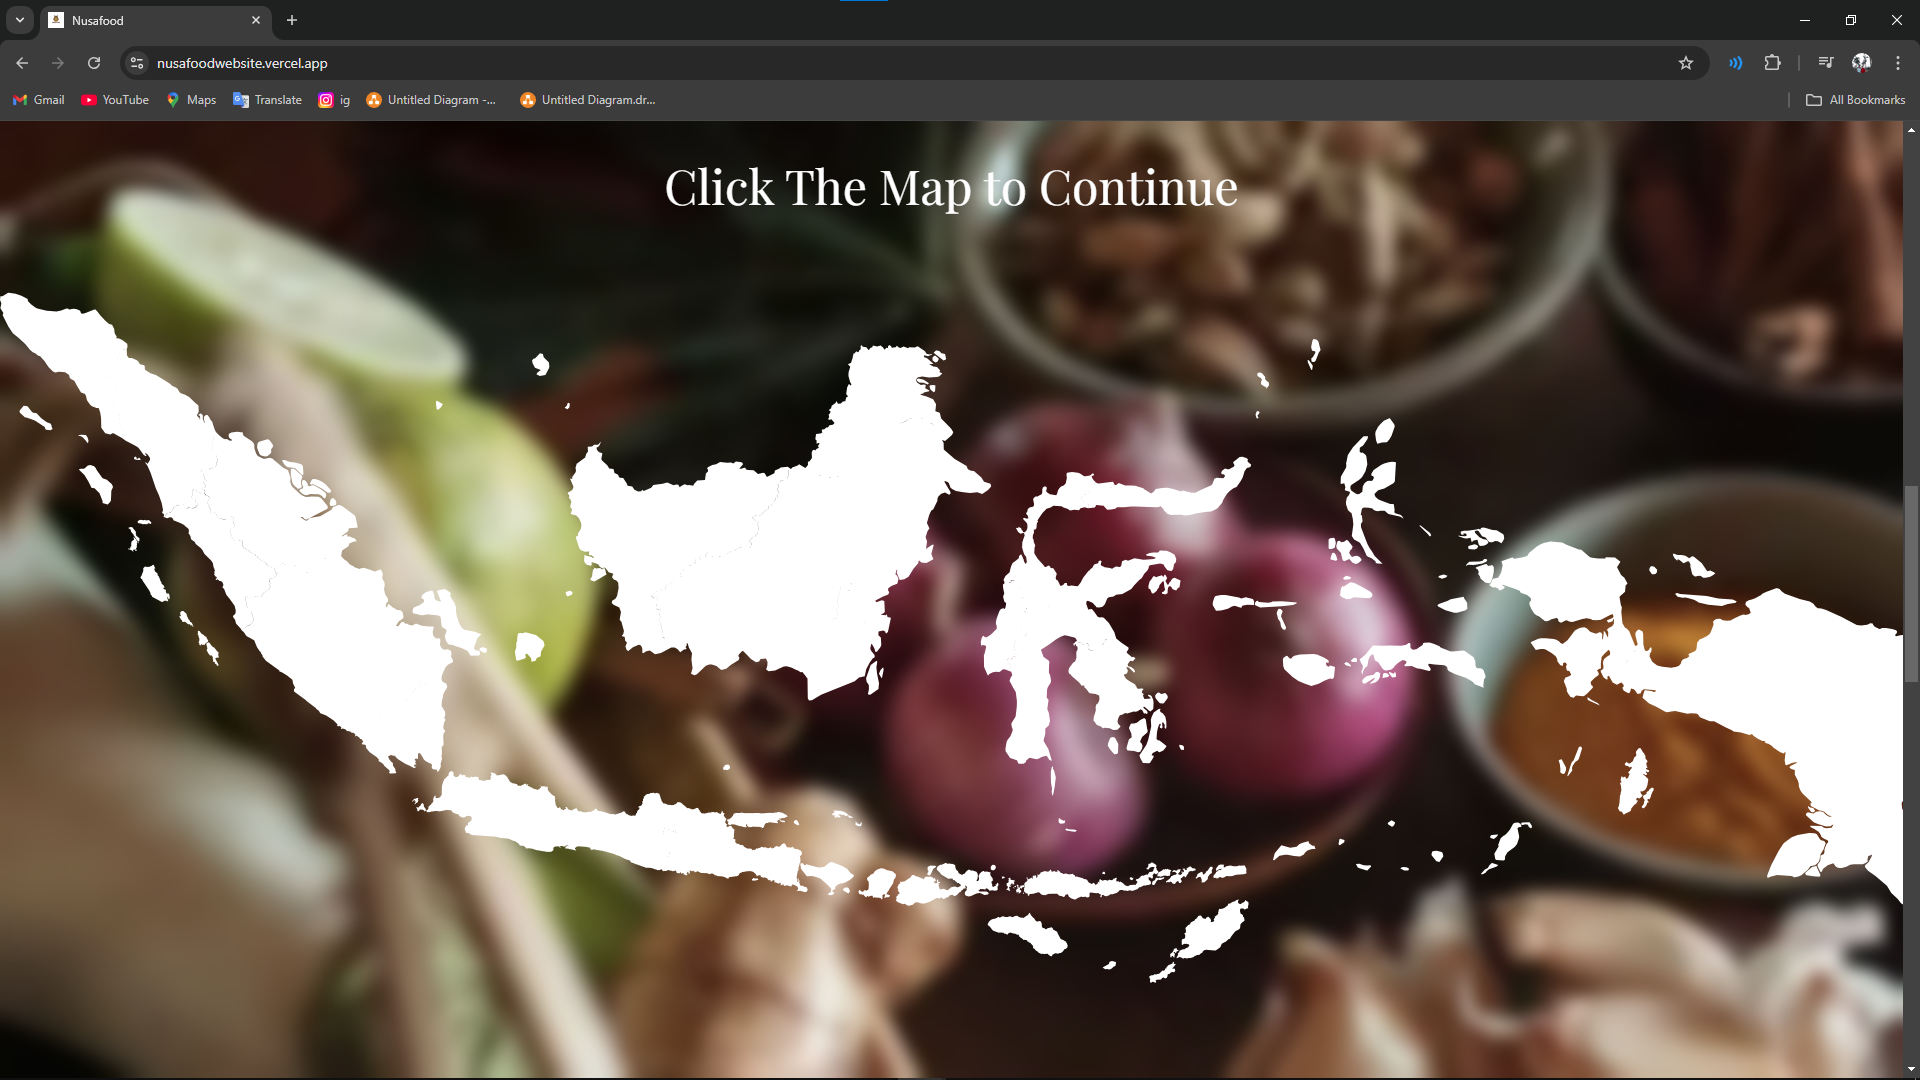 Nusafood
nusafoodwebsite.vercel.app
Gmail
YouTube
Maps
Translate
ig
Untitled Diagram -...
Untitled Diagram.dr...
All Bookmarks
Click The Map to Continue